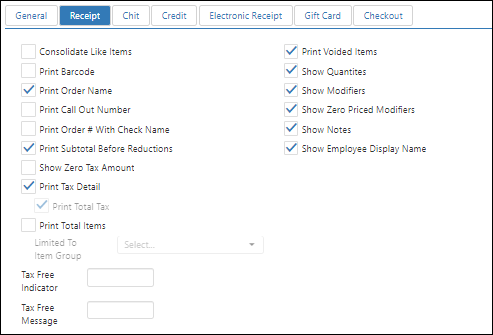 General Receipt Chit Credit Electronic Receipt Gift Card Checkout
Consolidate Like Items
Print Barcode
Print Order Name
Print Call Out Number
Print Order # With Check Name
Print Subtotal Before Reductions
Show Zero Tax Amount
Print Tax Detail
Print Total Tax
Print Total Items
Limited To
Item Group
Select...
Tax Free
Indicator
Tax Free
Message
Print Voided Items
Show Quantites
Show Modifiers
Show Zero Priced Modifiers
Show Notes
Show Employee Display Name